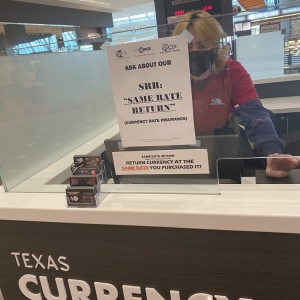 ASK ABOUT OUR
SRR:
"SAME RATE
RETURN"
(CURRENCY RATE INSURANCE)
SAME RATE RETURN:
RETURN CURRENCY AT THE
SAME RATE YOU PURCHASED IT!
TEXAS
CURRENCY